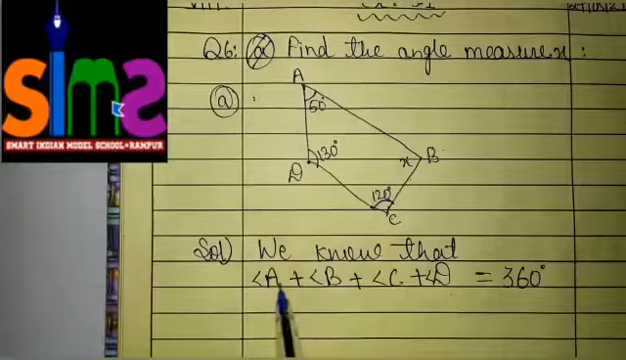 Q6: (a) Find the angle measure x :
(a)
A
50°
130°
D
x B
120°
C
Sol) We know that
<A + <B + <C + <D = 360°
SIMS
SMART INDIAN MODEL SCHOOL-RAMPUR